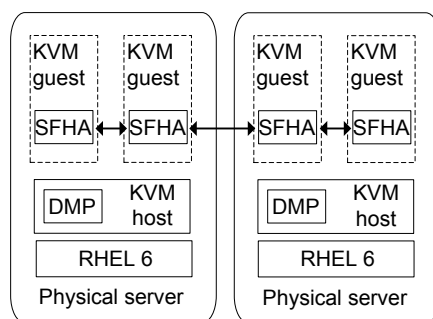 KVM guest
KVM guest
SFHA
SFHA
DMP
KVM host
RHEL 6
Physical server
KVM guest
KVM guest
SFHA
SFHA
DMP
KVM host
RHEL 6
Physical server